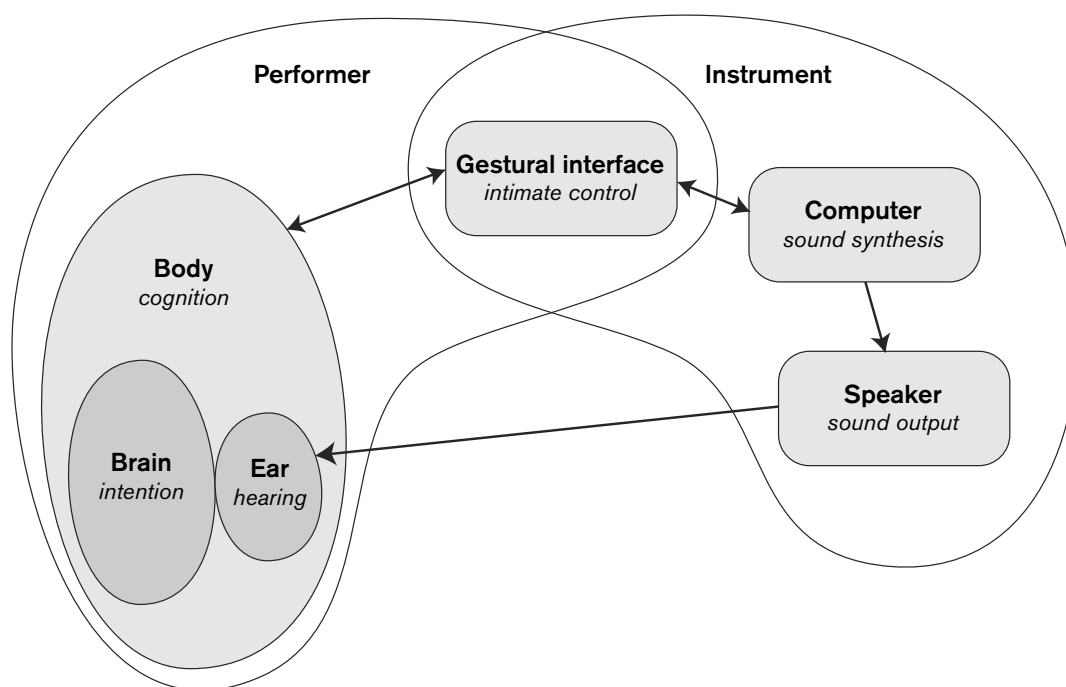 Performer
Instrument
Gestural interface
intimate control
Computer
sound synthesis
Body
cognition
Speaker
sound output
Brain
intention
Ear
hearing